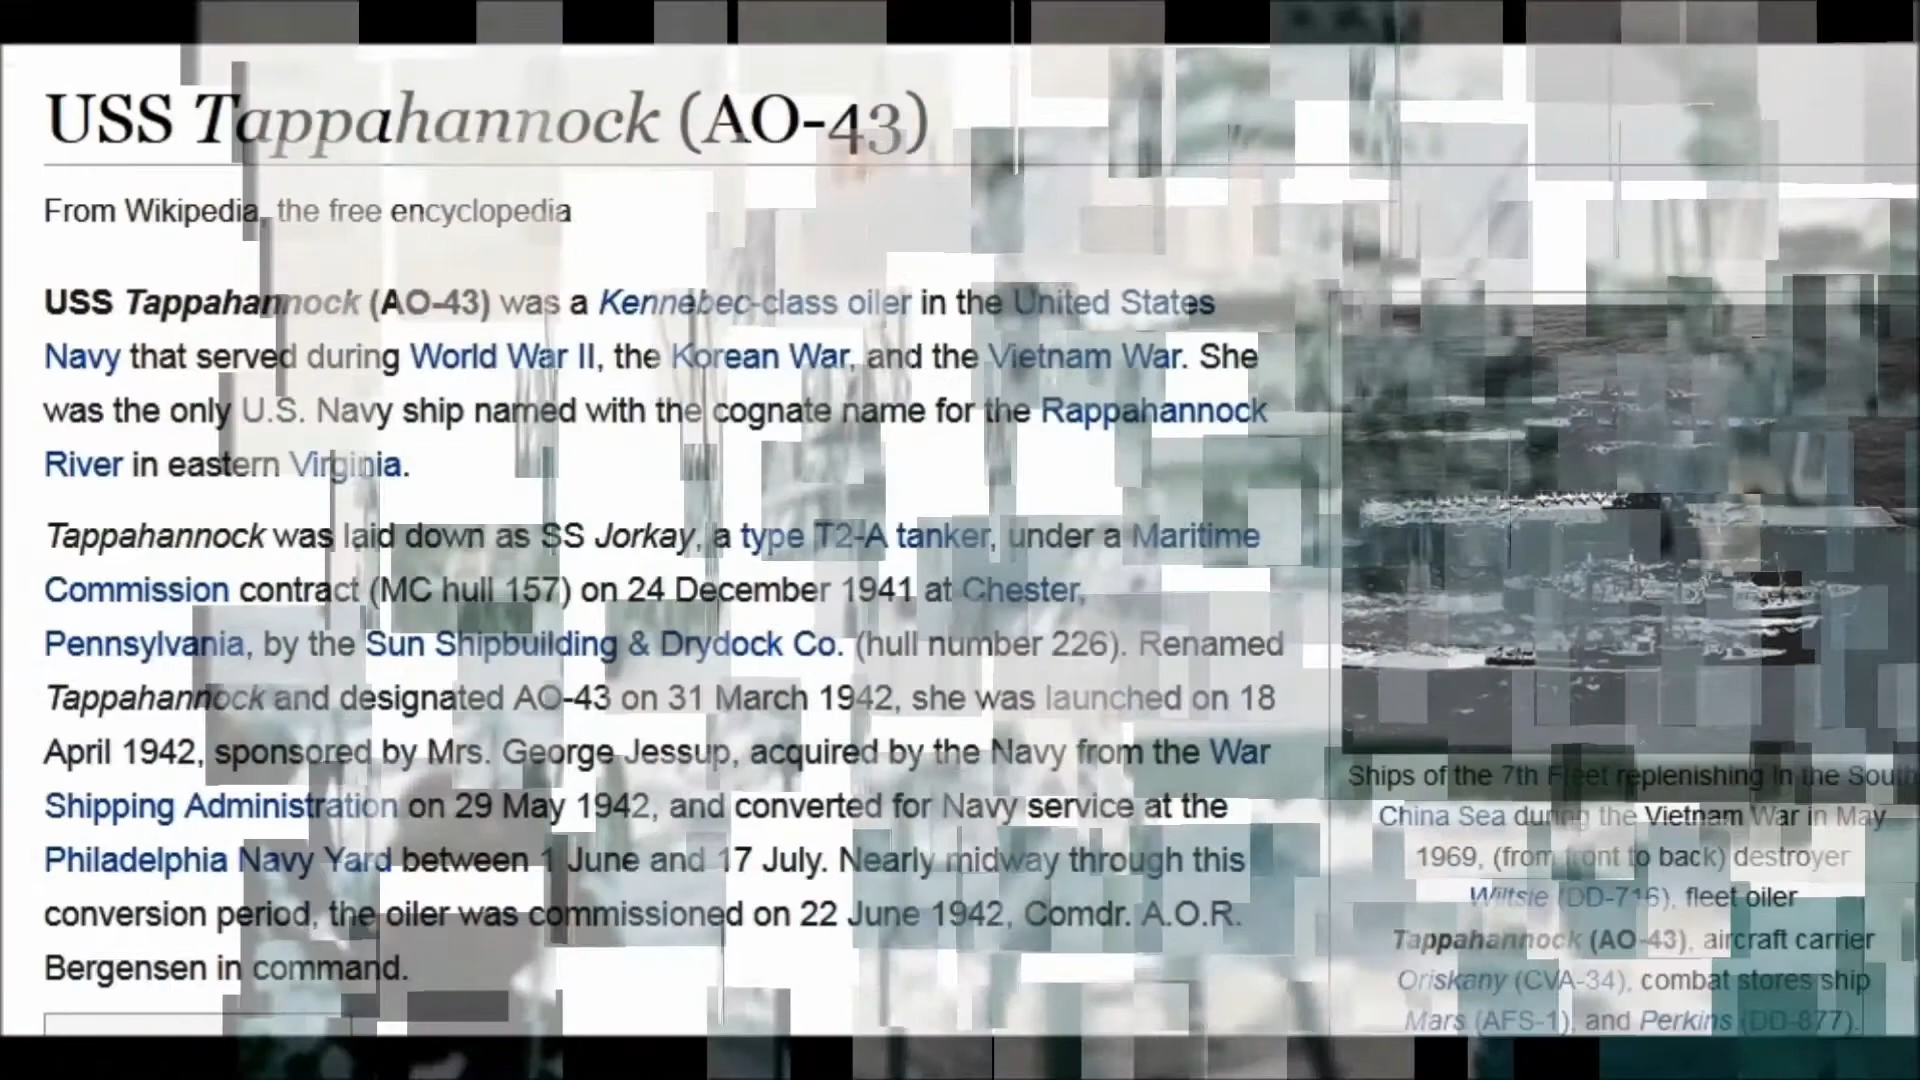 USS Tappahannock (AO-43)
From Wikipedia, the free encyclopedia
USS Tappahannock (AO-43) was a Kennebec-class oiler in the United States
Navy that served during World War II, the Korean War, and the Vietnam War. She
was the only U.S. Navy ship named with the cognate name for the Rappahannock
River in eastern Virginia.
Tappahannock was laid down as SS Jorkay, a type T2-A tanker, under a Maritime
Commission contract (MC hull 157) on 24 December 1941 at Chester,
Pennsylvania, by the Sun Shipbuilding & Drydock Co. (hull number 226). Renamed
Tappahannock and designated AO-43 on 31 March 1942, she was launched on 18
April 1942, sponsored by Mrs. George Jessup, acquired by the Navy from the War
Shipping Administration on 29 May 1942, and converted for Navy service at the
Philadelphia Navy Yard between 1 June and 17 July. Nearly midway through this
conversion period, the oiler was commissioned on 22 June 1942, Comdr. A.O.R.
Bergensen in command.
Ships of the 7th Fleet replenishing in the South
China Sea during the Vietnam War in May
1969, (from front to back) destroyer
Wiltsie (DD-716), fleet oiler
Tappahannock (AO-43), aircraft carrier
Oriskany (CVA-34), combat stores ship
Mars (AFS-1), and Perkins (DD-877).